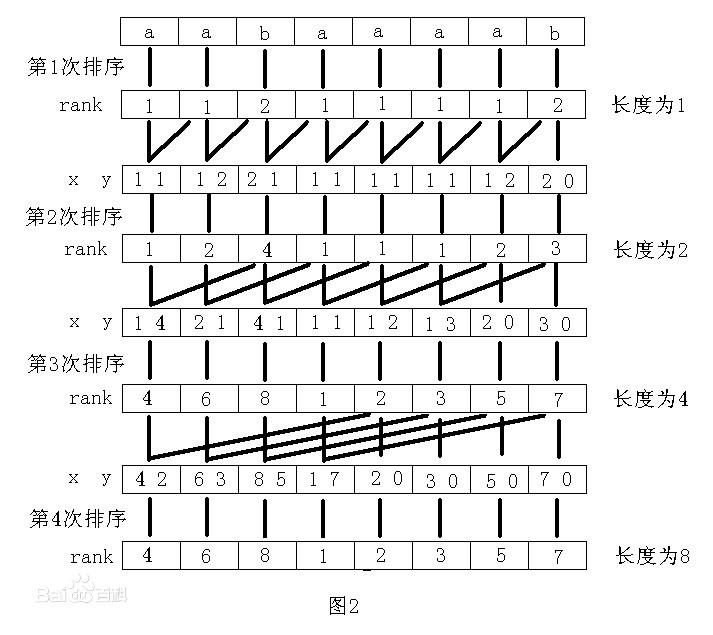 a a b a a a a b
第1次排序
rank 1 1 2 1 1 1 1 2 长度为1
x y 1 1 1 2 2 1 1 1 1 1 1 1 1 2 2 0
第2次排序
rank 1 2 4 1 1 1 2 3 长度为2
x y 1 4 2 1 4 1 1 1 1 2 1 3 2 0 3 0
第3次排序
rank 4 6 8 1 2 3 5 7 长度为4
x y 4 2 6 3 8 5 1 7 2 0 3 0 5 0 7 0
第4次排序
rank 4 6 8 1 2 3 5 7 长度为8
Bai百科
图2